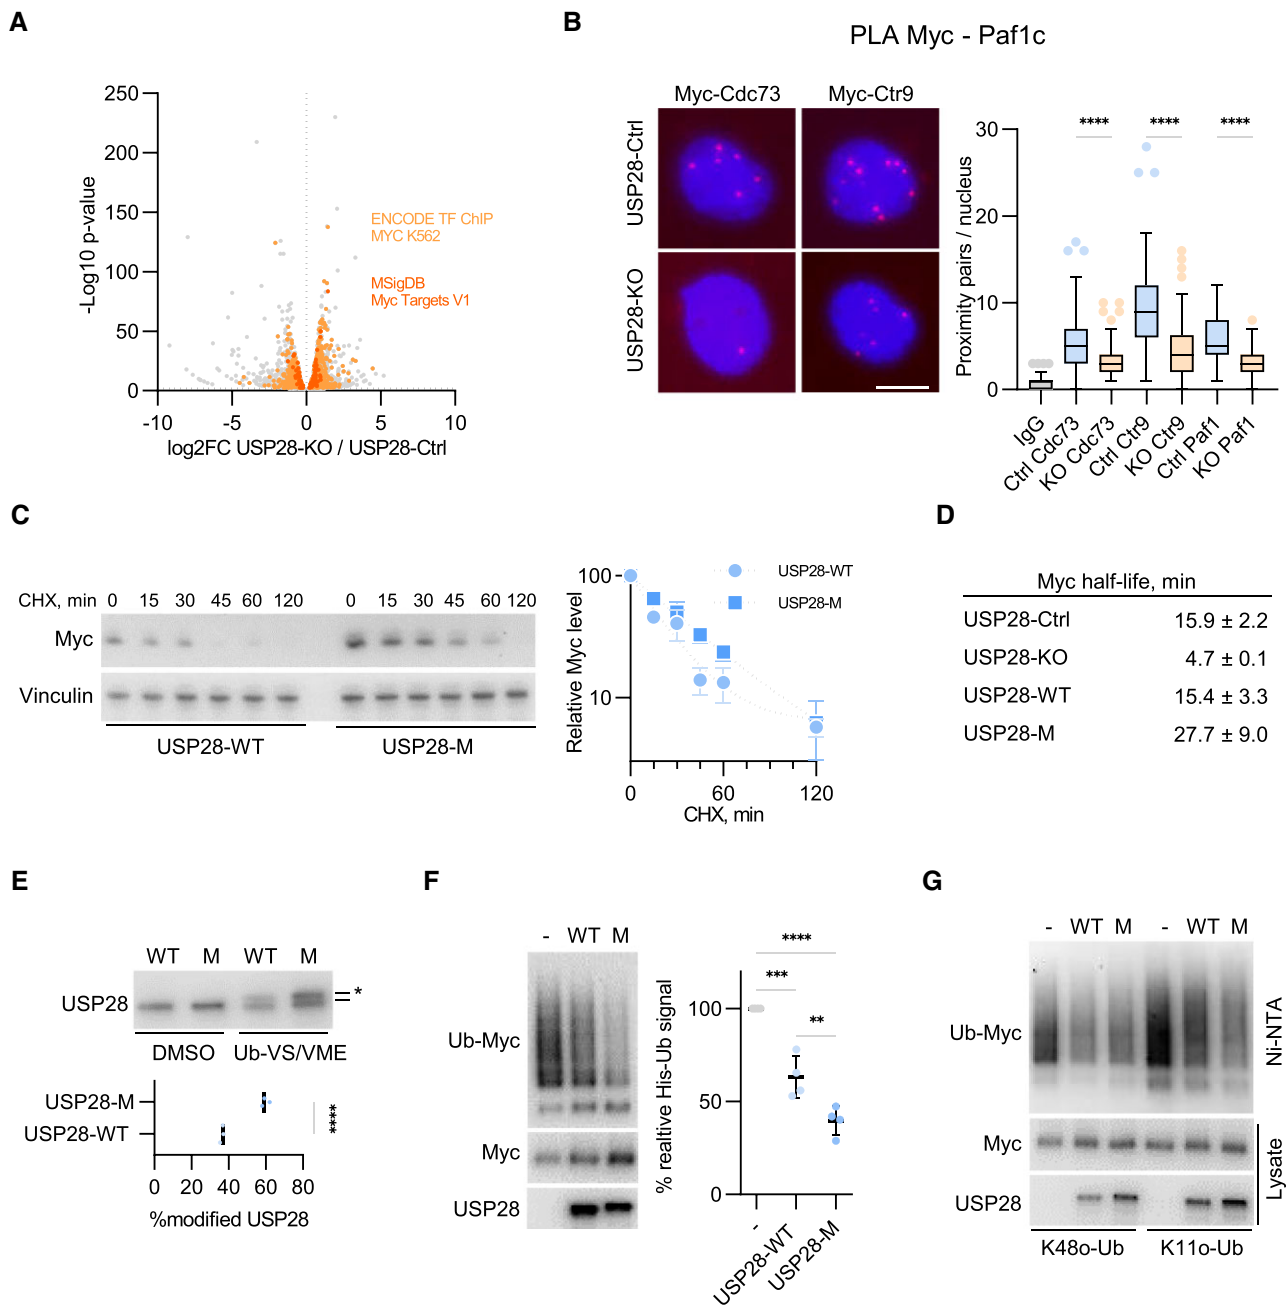 A
250
200
150
100
50
0
-Log10 p-value
-10 -5 0 5 10
log2FC USP28-KO / USP28-Ctrl
ENCODE TF ChIP
MYC K562
MSigDB
Myc Targets V1
B
PLA Myc - Paf1c
Myc-Cdc73 Myc-Ctr9
USP28-Ctrl
USP28-KO
Proximity pairs / nucleus
30
20
10
0
**** **** ****
IgG
Ctrl Cdc73
KO Cdc73
Ctrl Ctr9
KO Ctr9
Ctrl Paf1
KO Paf1
C
CHX, min 0 15 30 45 60 120 0 15 30 45 60 120
Myc
Vinculin
USP28-WT USP28-M
Relative Myc level
100
10
0 60 120
CHX, min
USP28-WT
USP28-M
D
Myc half-life, min
USP28-Ctrl 15.9 ± 2.2
USP28-KO 4.7 ± 0.1
USP28-WT 15.4 ± 3.3
USP28-M 27.7 ± 9.0
E
WT M WT M
USP28
*
DMSO Ub-VS/VME
USP28-M
USP28-WT
****
0 20 40 60 80
%modified USP28
F
- WT M
Ub-Myc
Myc
USP28
% realtive His-Ub signal
100
50
0
****
***
**
-
USP28-WT
USP28-M
G
- WT M - WT M
Ub-Myc
Ni-NTA
Myc
USP28
Lysate
K48o-Ub K11o-Ub